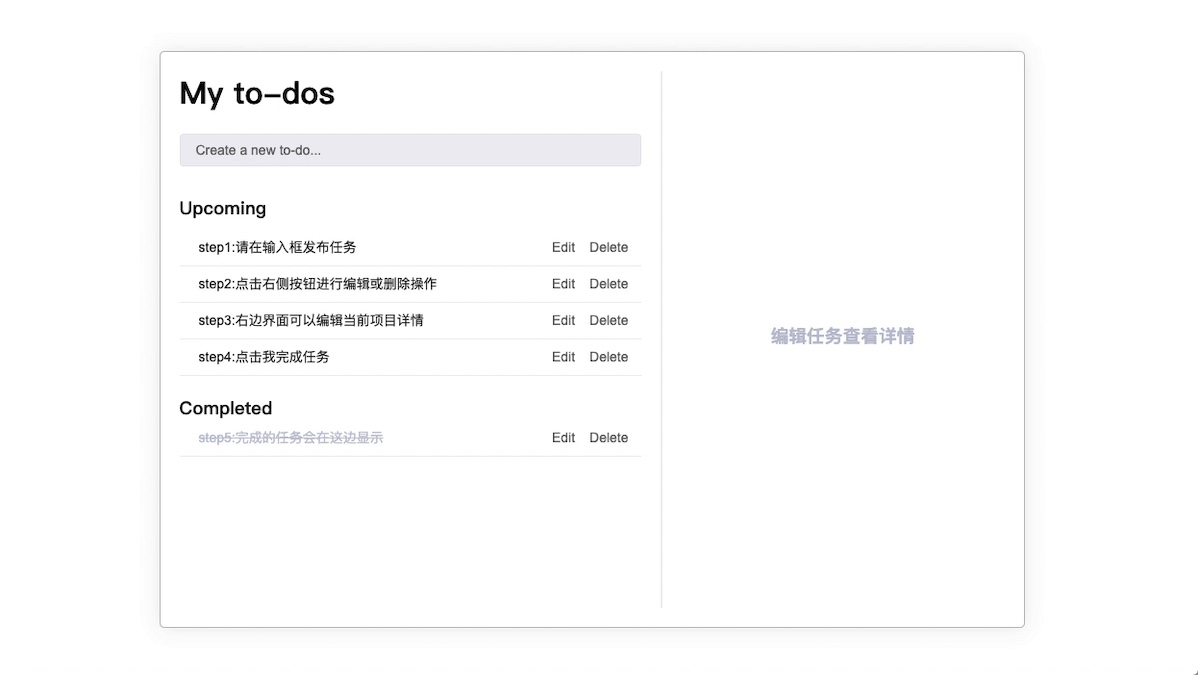 My to-dos
Create a new to-do...
Upcoming
step1:请在输入框发布任务 Edit Delete
step2:点击右侧按钮进行编辑或删除操作 Edit Delete
step3:右边界面可以编辑当前项目详情 Edit Delete
step4:点击我完成任务 Edit Delete
Completed
step5:完成的任务会在这边显示 Edit Delete
编辑任务查看详情